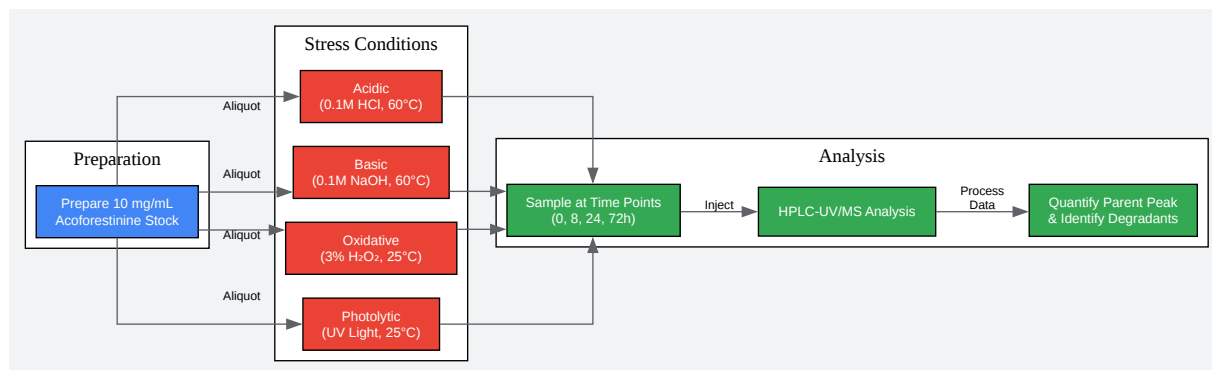 Stress Conditions
Acidic
(0.1M HCl, 60°C)
Aliquot
Preparation
Prepare 10 mg/mL
Acoforestinine Stock
Aliquot
Basic
(0.1M NaOH, 60°C)
Aliquot
Oxidative
(3% H₂O₂, 25°C)
Aliquot
Photolytic
(UV Light, 25°C)
Analysis
Sample at Time Points
(0, 8, 24, 72h)
Inject
HPLC-UV/MS Analysis
Process
Data
Quantify Parent Peak
& Identify Degradants